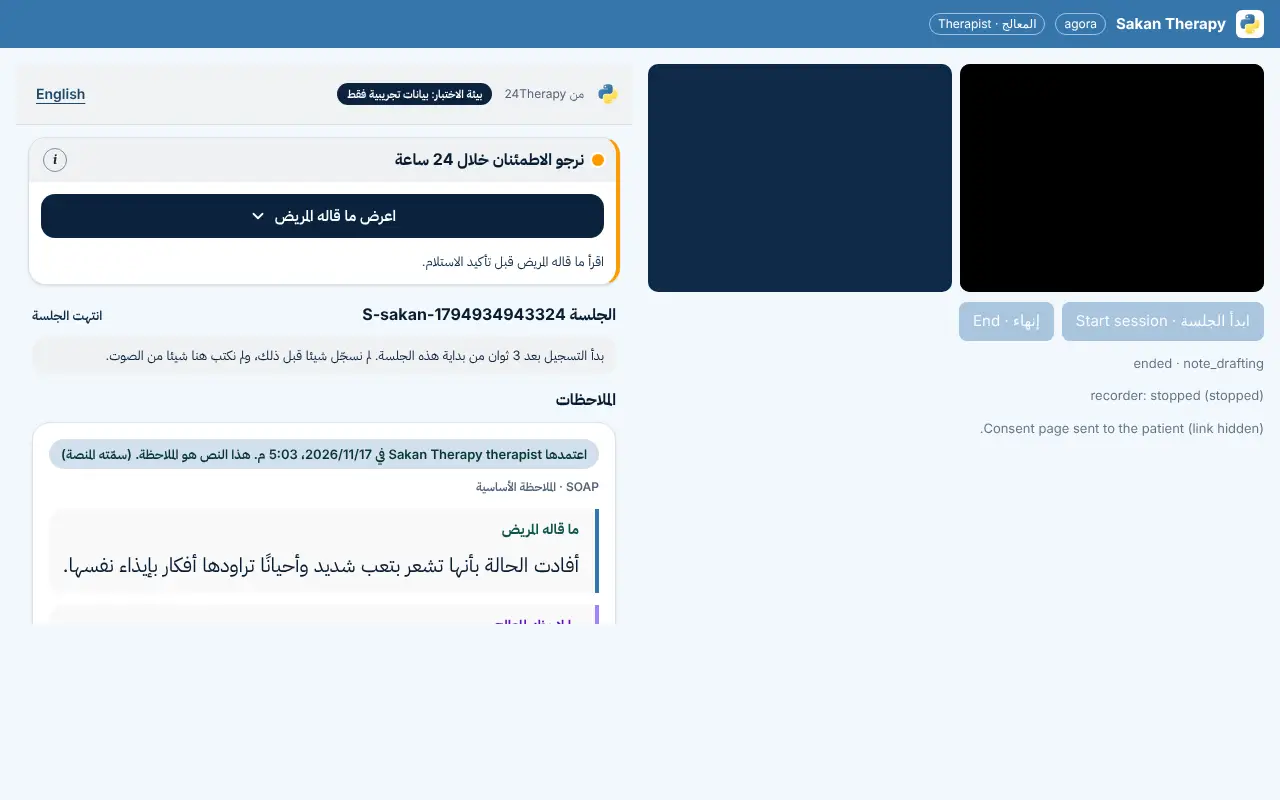 Sakan Therapy
agora
المعالج · Therapist
ابدأ الجلسة · Start session
إنهاء · End
ended · note_drafting
recorder: stopped (stopped)
Consent page sent to the patient (link hidden).
من 24Therapy
بيئة الاختبار: بيانات تجريبية فقط
English
نرجو الاطمئنان خلال 24 ساعة
i
اعرض ما قاله المريض
اقرأ ما قاله المريض قبل تأكيد الاستلام.
الجلسة S-sakan-1794934943324
انتهت الجلسة
بدأ التسجيل بعد 3 ثوان من بداية هذه الجلسة. لم نسجّل شيئا قبل ذلك، ولم نكتب هنا شيئا من الصوت.
الملاحظات
اعتمدها Sakan Therapy therapist في 2026/11/17، 5:03 م. هذا النص هو الملاحظة. (سمّته المنصة)
SOAP · الملاحظة الأساسية
ما قاله المريض
أفادت الحالة بأنها تشعر بتعب شديد وأحيانًا تراودها أفكار بإيذاء نفسها.